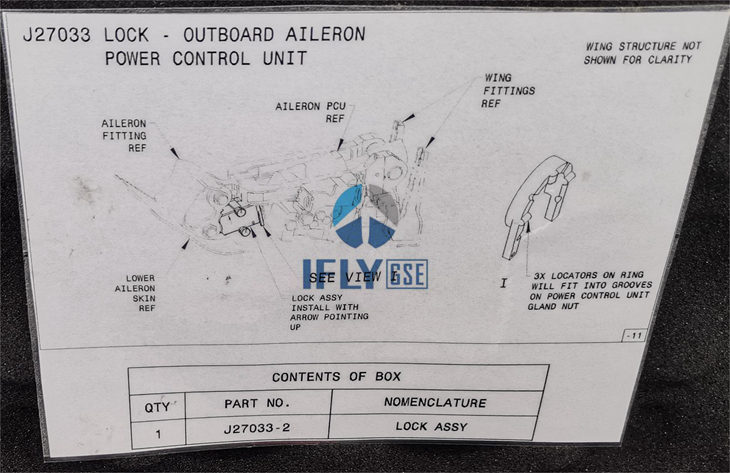 J27033 LOCK - OUTBOARD AILERON
POWER CONTROL UNIT
WING STRUCTURE NOT
SHOWN FOR CLARITY
WING
FITTINGS
REF
AILERON PCU
REF
AILERON
FITTING
REF
SEE VIEW I
IFLY GSE
LOWER
AILERON
SKIN
REF
LOCK ASSY
INSTALL WITH
ARROW POINTING
UP
I
3X LOCATORS ON RING
WILL FIT INTO GROOVES
ON POWER CONTROL UNIT
GLAND NUT
-11
CONTENTS OF BOX
QTY PART NO. NOMENCLATURE
1 J27033-2 LOCK ASSY